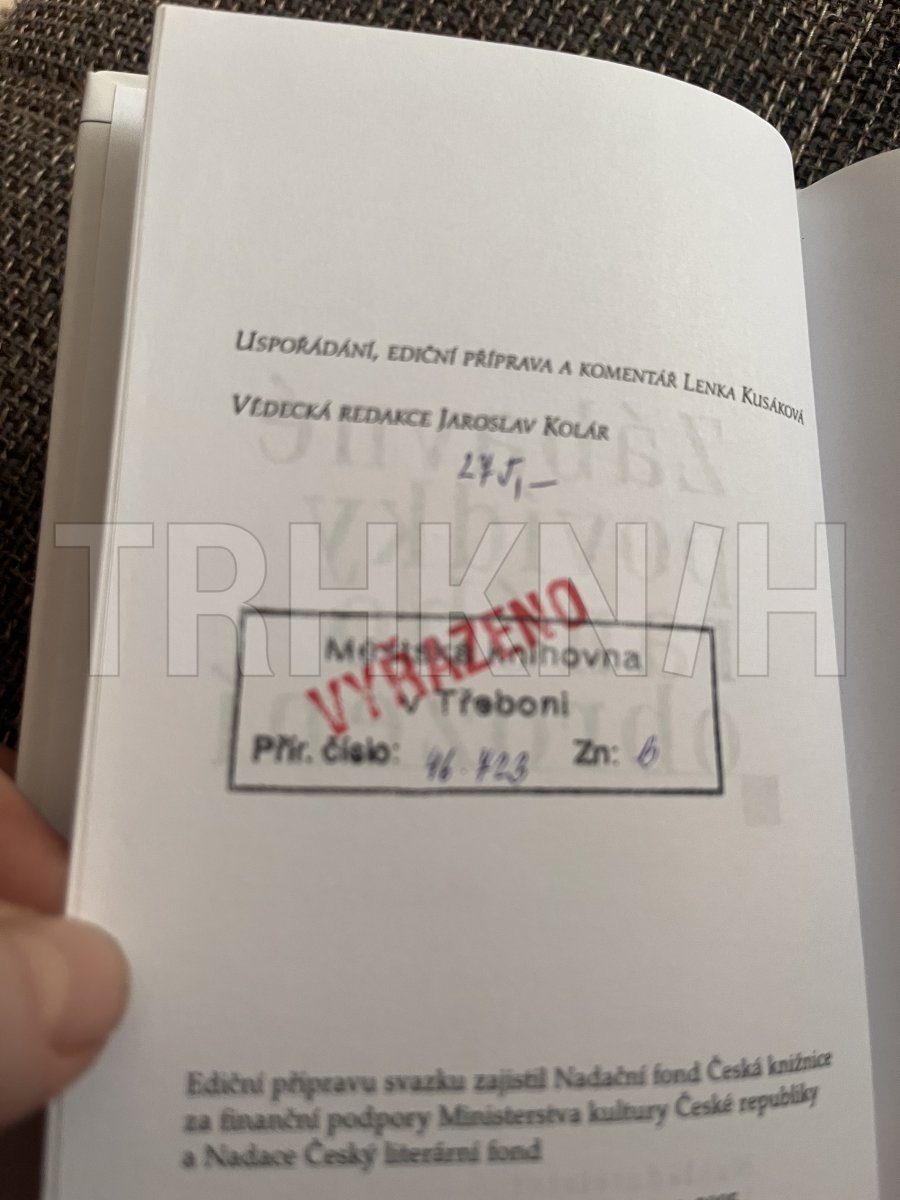 USPOŘÁDÁNÍ, EDIČNÍ PŘÍPRAVA A KOMENTÁŘ LENKA KUSÁKOVÁ
VĚDECKÁ REDAKCE JAROSLAV KOLÁR
275,–
TRHKNIH
Městská knihovna
VYŘAZENO
v Třeboni
Přír. číslo: 46.723 Zn: b
Ediční přípravu svazku zajistil Nadační fond Česká knižnice
za finanční podpory Ministerstva kultury České republiky
a Nadace Český literární fond